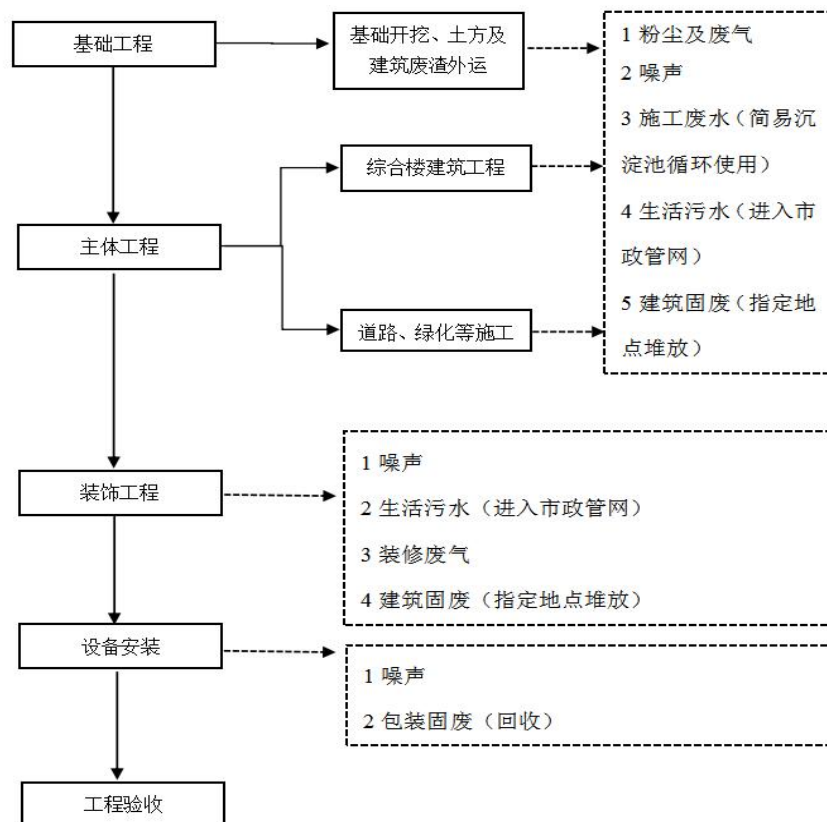 基础工程
基础开挖、土方及
建筑废渣外运
1 粉尘及废气
2 噪声
3 施工废水（简易沉
淀池循环使用）
4 生活污水（进入市
政管网）
5 建筑固废（指定地
点堆放）
综合楼建筑工程
主体工程
道路、绿化等施工
装饰工程
1 噪声
2 生活污水（进入市政管网）
3 装修废气
4 建筑固废（指定地点堆放）
设备安装
1 噪声
2 包装固废（回收）
工程验收